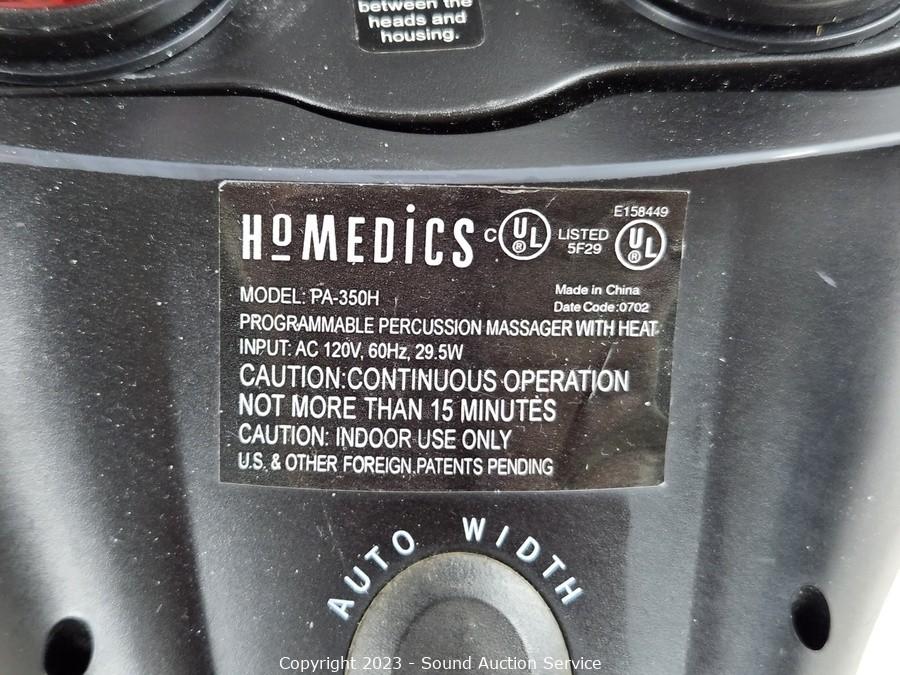 between the
heads and
housing.
HoMEDiCS
C UL ® LISTED 5F29 E158449 UL ®
MODEL: PA-350H
Made in China
Date Code:0702
PROGRAMMABLE PERCUSSION MASSAGER WITH HEAT
INPUT: AC 120V, 60Hz, 29.5W
CAUTION:CONTINUOUS OPERATION
NOT MORE THAN 15 MINUTES
CAUTION: INDOOR USE ONLY
U.S. & OTHER FOREIGN PATENTS PENDING
AUTO WIDTH
Copyright 2023 - Sound Auction Service